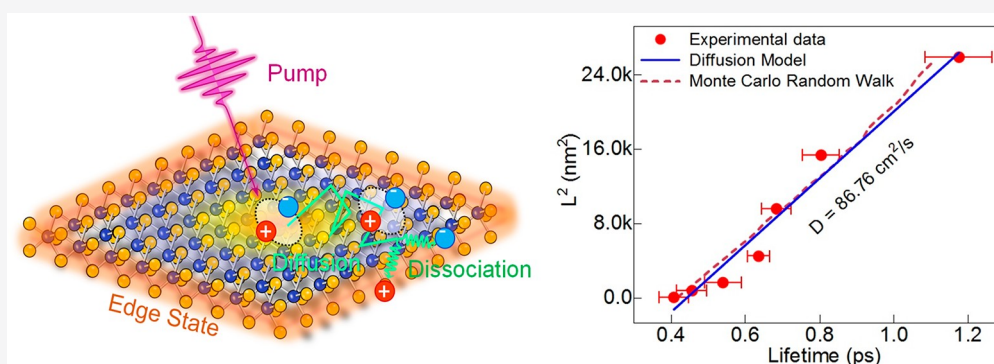 Pump
+
-
+
-
Diffusion
Dissociation
+
Edge State
Experimental data
Diffusion Model
Monte Carlo Random Walk
L² (nm²)
24.0k
16.0k
8.0k
0.0
D = 86.76 cm²/s
0.4 0.6 0.8 1.0 1.2
Lifetime (ps)